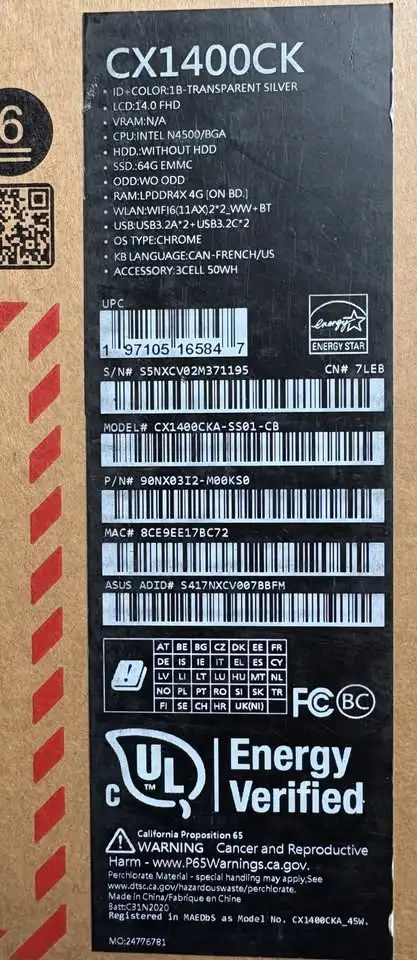 CX1400CK
ID+COLOR:1B-TRANSPARENT SILVER
LCD:14.0 FHD
VRAM:N/A
CPU:INTEL N4500/BGA
HDD.:WITHOUT HDD
SSD.:64G EMMC
ODD:WO ODD
RAM:LPDDR4X 4G [ON BD.]
WLAN:WIFI6(11AX)2*2_WW+BT
USB:USB3.2A*2+USB3.2C*2
OS TYPE:CHROME
KB LANGUAGE:CAN-FRENCH/US
ACCESSORY:3CELL 50WH
6
UPC
1 97105 16584 7
energy
ENERGY STAR
S/N# S5NXCV02M371195 CN# 7LEB
MODEL# CX1400CKA-SS01-CB
P/N# 90NX03I2-M00KS0
MAC# 8CE9EE17BC72
ASUS ADID# S417NXCV007BBFM
AT BE BG CZ DK EE FR
DE IS IE IT EL ES CY
LV LI LT LU HU MT NL
NO PL PT RO SI SK TR
FI SE CH HR UK(NI)
FC BC
C UL ™ Energy
Verified
California Proposition 65
WARNING Cancer and Reproductive
Harm - www.P65Warnings.ca.gov.
Perchlorate Material - special handling may apply,See
www.dtsc.ca.gov/hazardouswaste/perchlorate.
Made in China/Fabrique en Chine
Batt:C31N2020
Registered in MAEDbS as Model No. CX1400CKA_45W.
MO:24776781